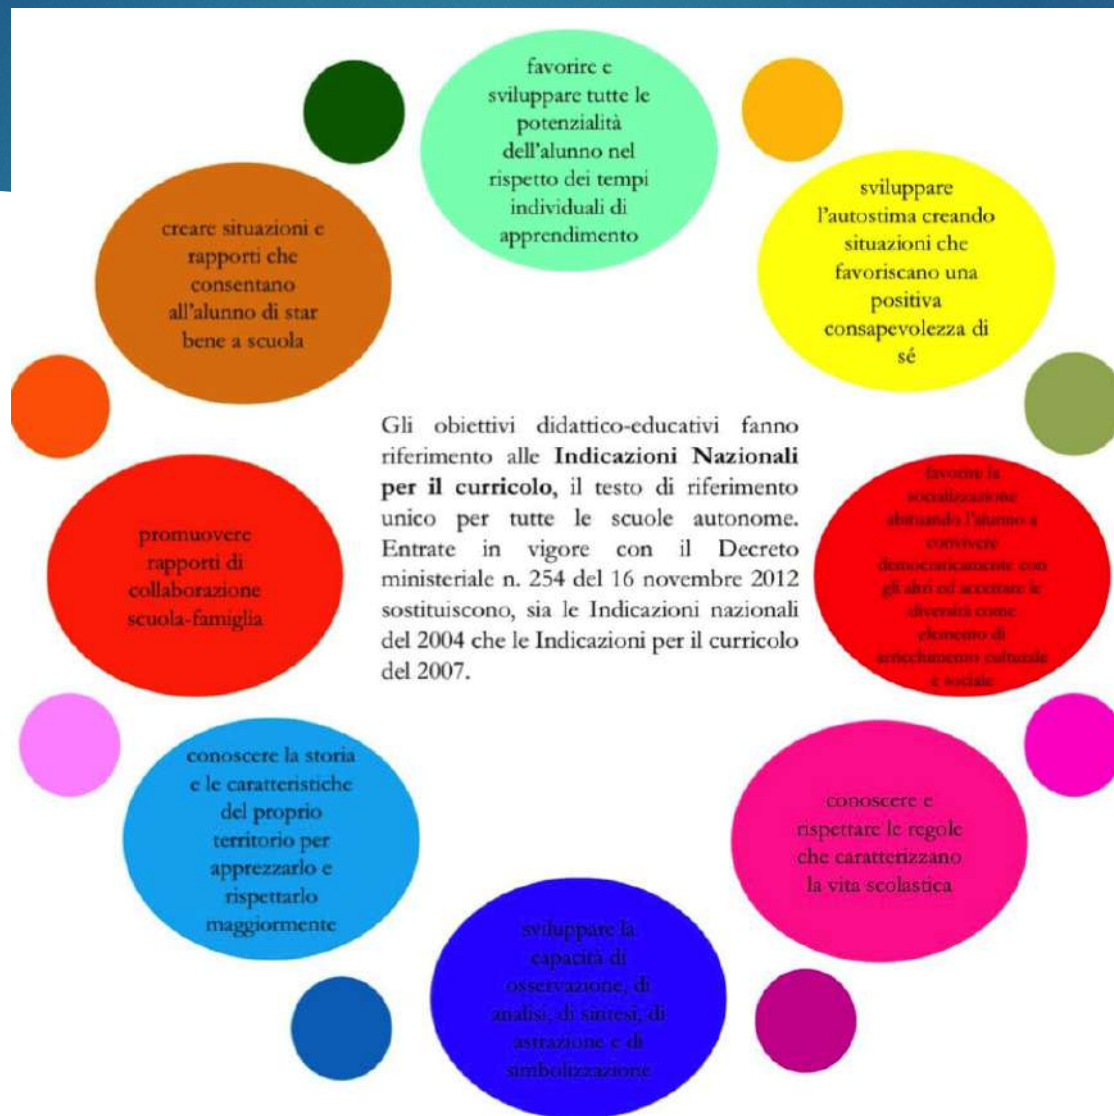 favorire e
sviluppare tutte le
potenzialità
dell'alunno nel
rispetto dei tempi
individuali di
apprendimento
sviluppare
l'autostima creando
situazioni che
favoriscano una
positiva
consapevolezza di
sé
favorire la
socializzazione
abituando l'alunno a
convivere
democraticamente con
gli altri ed accettare le
diversità come
elemento di
arricchimento culturale
e sociale
conoscere e
rispettare le regole
che caratterizzano
la vita scolastica
sviluppare la
capacità di
osservazione, di
analisi, di sintesi, di
astrazione e di
simbolizzazione
conoscere la storia
e le caratteristiche
del proprio
territorio per
apprezzarlo e
rispettarlo
maggiormente
promuovere
rapporti di
collaborazione
scuola-famiglia
creare situazioni e
rapporti che
consentano
all'alunno di star
bene a scuola
Gli obiettivi didattico-educativi fanno
riferimento alle Indicazioni Nazionali
per il curricolo, il testo di riferimento
unico per tutte le scuole autonome.
Entrate in vigore con il Decreto
ministeriale n. 254 del 16 novembre 2012
sostituiscono, sia le Indicazioni nazionali
del 2004 che le Indicazioni per il curricolo
del 2007.